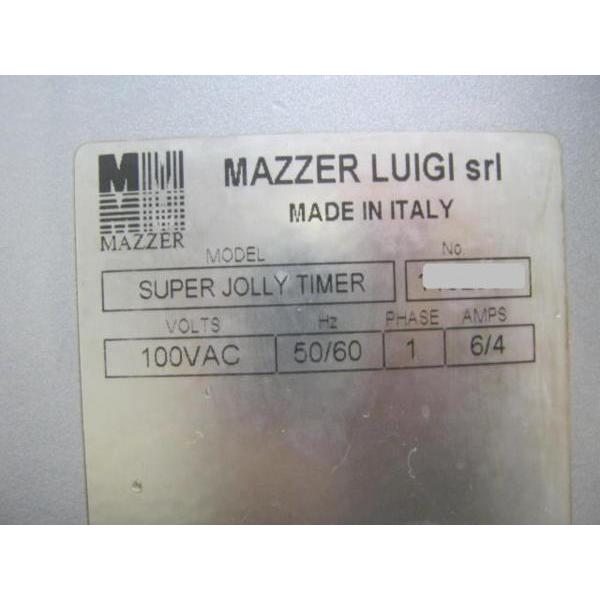 MAZZER LUIGI srl
MADE IN ITALY
MAZZER
MODEL No.
SUPER JOLLY TIMER
VOLTS Hz PHASE AMPS
100VAC 50/60 1 6/4